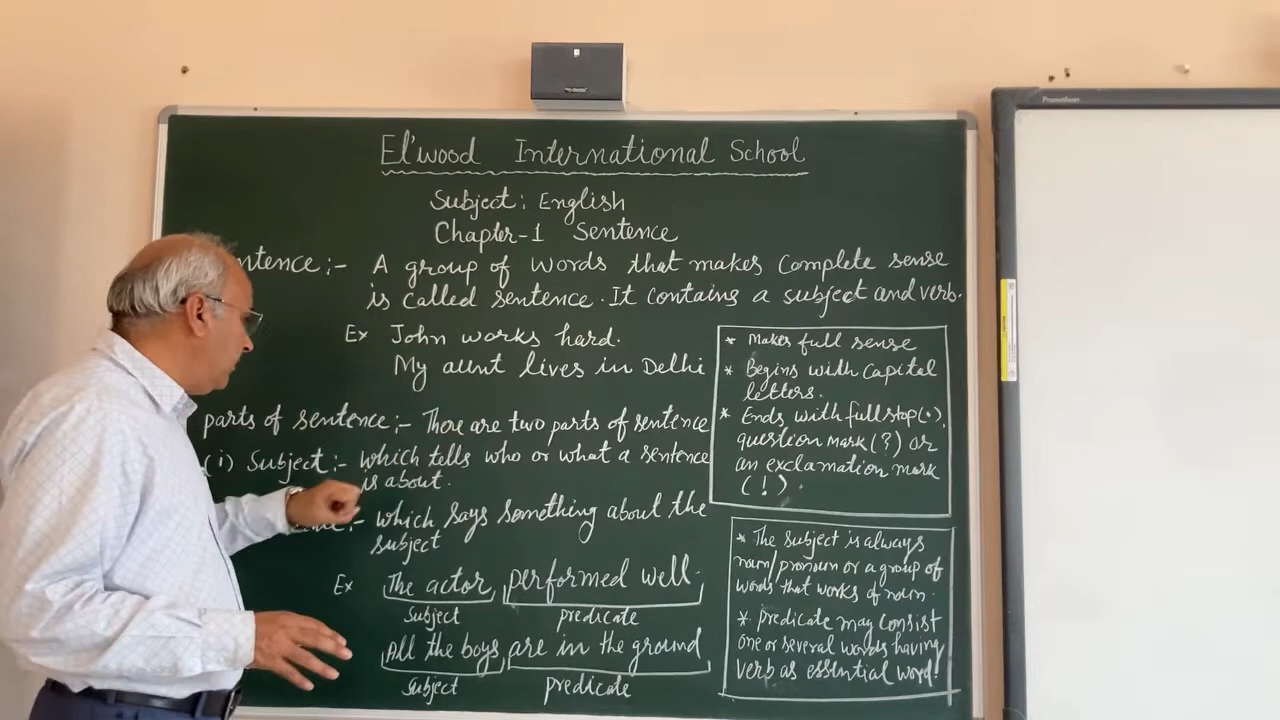 El'wood International School
Subject: English
Chapter-1 Sentence
ntence:- A group of words that makes Complete sense
is called sentence. It contains a subject and verb.
Ex John works hard.
My aunt lives in Delhi
parts of sentence:- There are two parts of sentence
(i) Subject:- which tells who or what a sentence
is about.
:- which says something about the
subject
Ex The actor performed well.
Subject predicate
All the boys are in the ground
Subject predicate
* Makes full sense
* Begins with Capital
letters.
* Ends with fullstop(.),
question mark(?) or
an exclamation mark
(!).
* The subject is always
noun/pronoun or a group of
words that works of noun.
* predicate may consist
one or several words having
verb as essential word.
Promethean